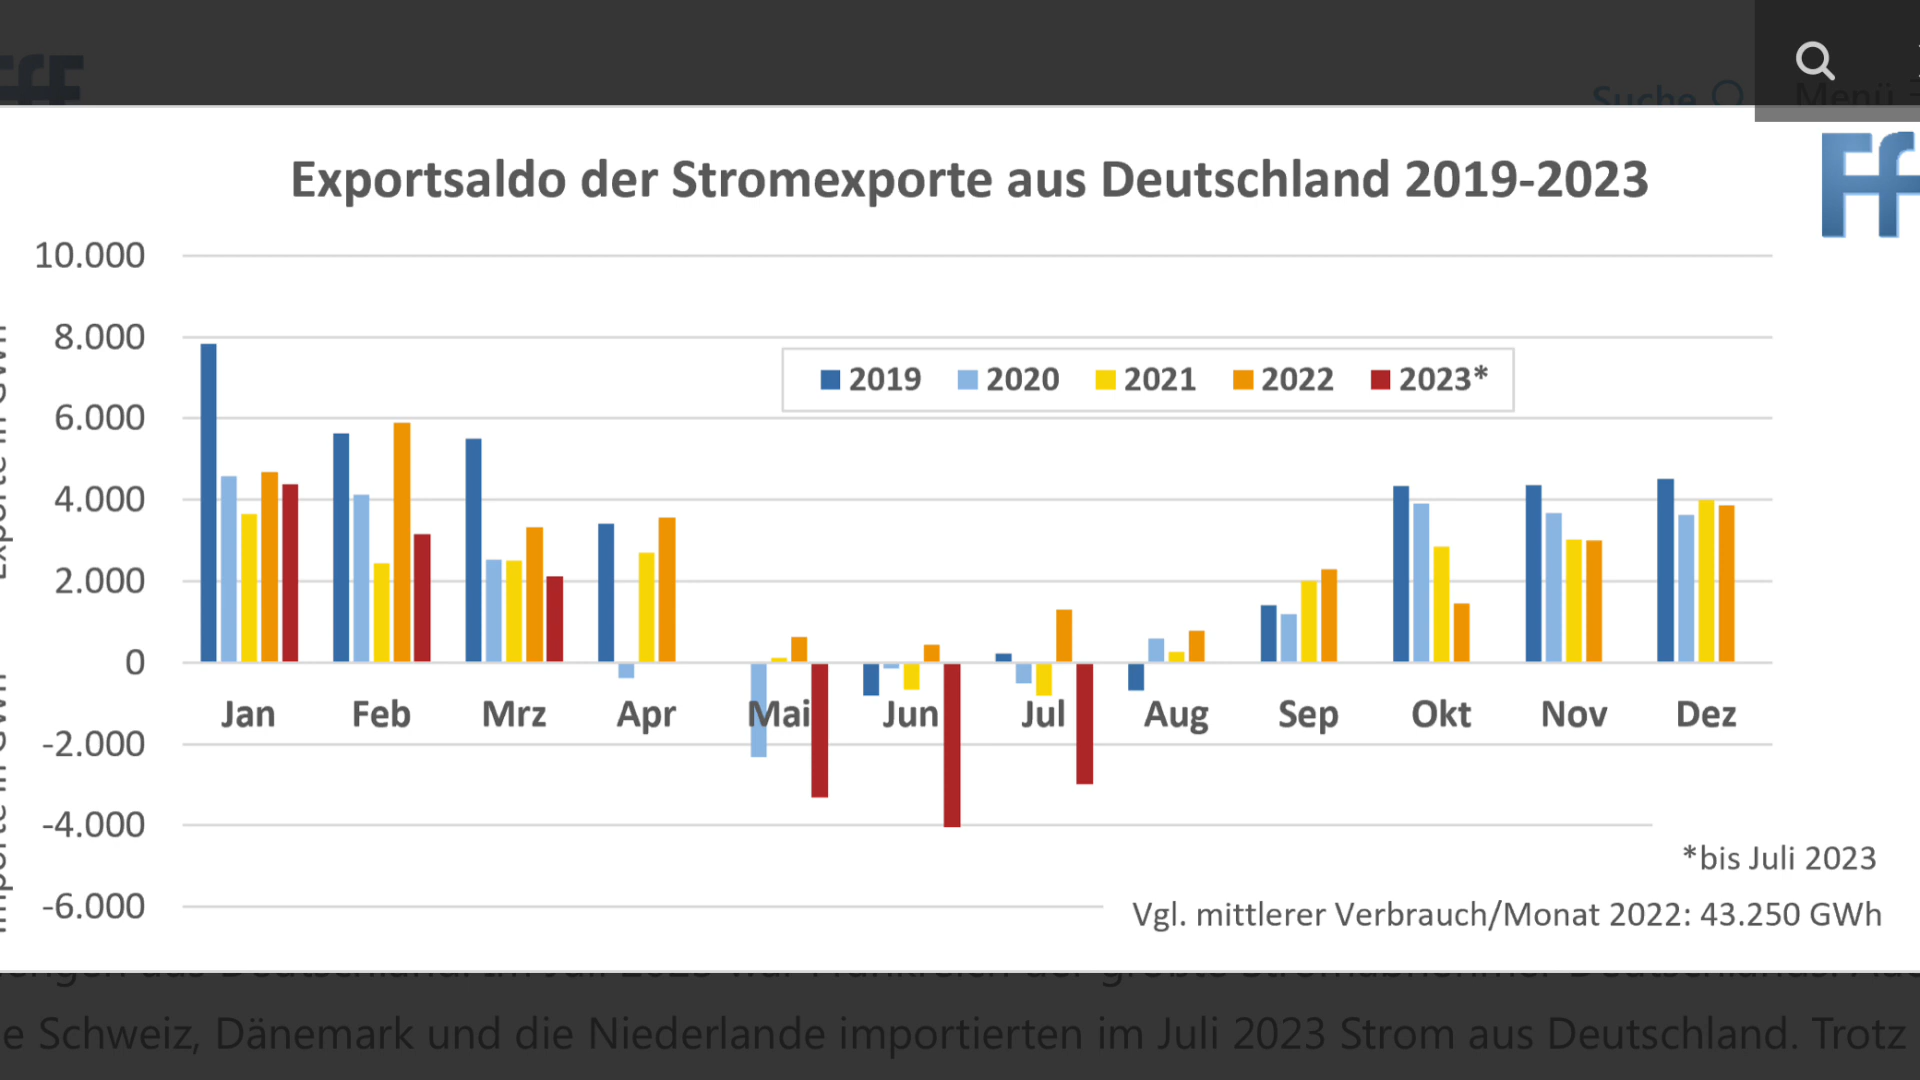 Suche
Menü
Exportsaldo der Stromexporte aus Deutschland 2019-2023
10.000
8.000
6.000
4.000
2.000
0
-2.000
-4.000
-6.000
2019 2020 2021 2022 2023*
Jan Feb Mrz Apr Mai Jun Jul Aug Sep Okt Nov Dez
*bis Juli 2023
Vgl. mittlerer Verbrauch/Monat 2022: 43.250 GWh
e Schweiz, Dänemark und die Niederlande importierten im Juli 2023 Strom aus Deutschland. Trotz